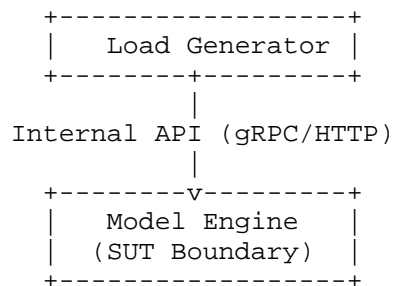 Load Generator
Internal API (gRPC/HTTP)
v
Model Engine
(SUT Boundary)